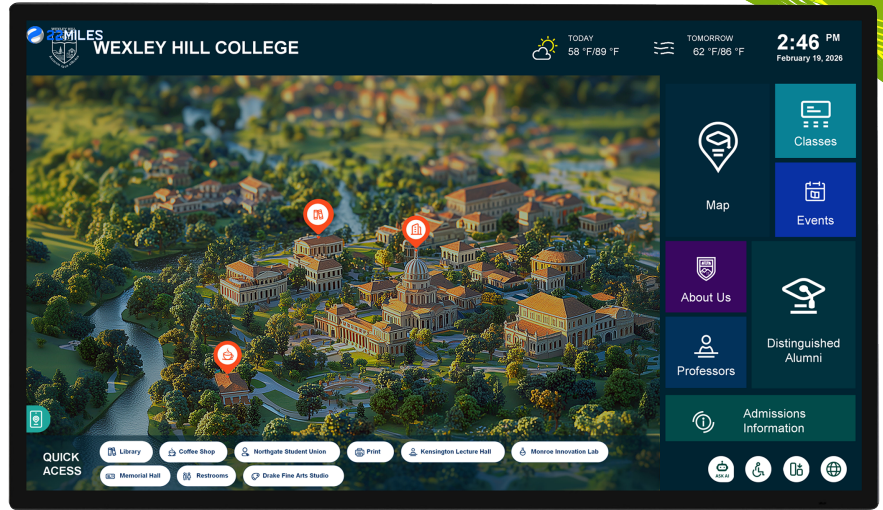 22MILES
WEXLEY HILL COLLEGE
TODAY
58 °F/89 °F
TOMORROW
62 °F/86 °F
2:46 PM
February 19, 2026
Map
Classes
Events
About Us
Professors
Distinguished
Alumni
Admissions
Information
QUICK
ACESS
Library
Coffee Shop
Northgate Student Union
Print
Kensington Lecture Hall
Monroe Innovation Lab
Memorial Hall
Restrooms
Drake Fine Arts Studio
ASK AI